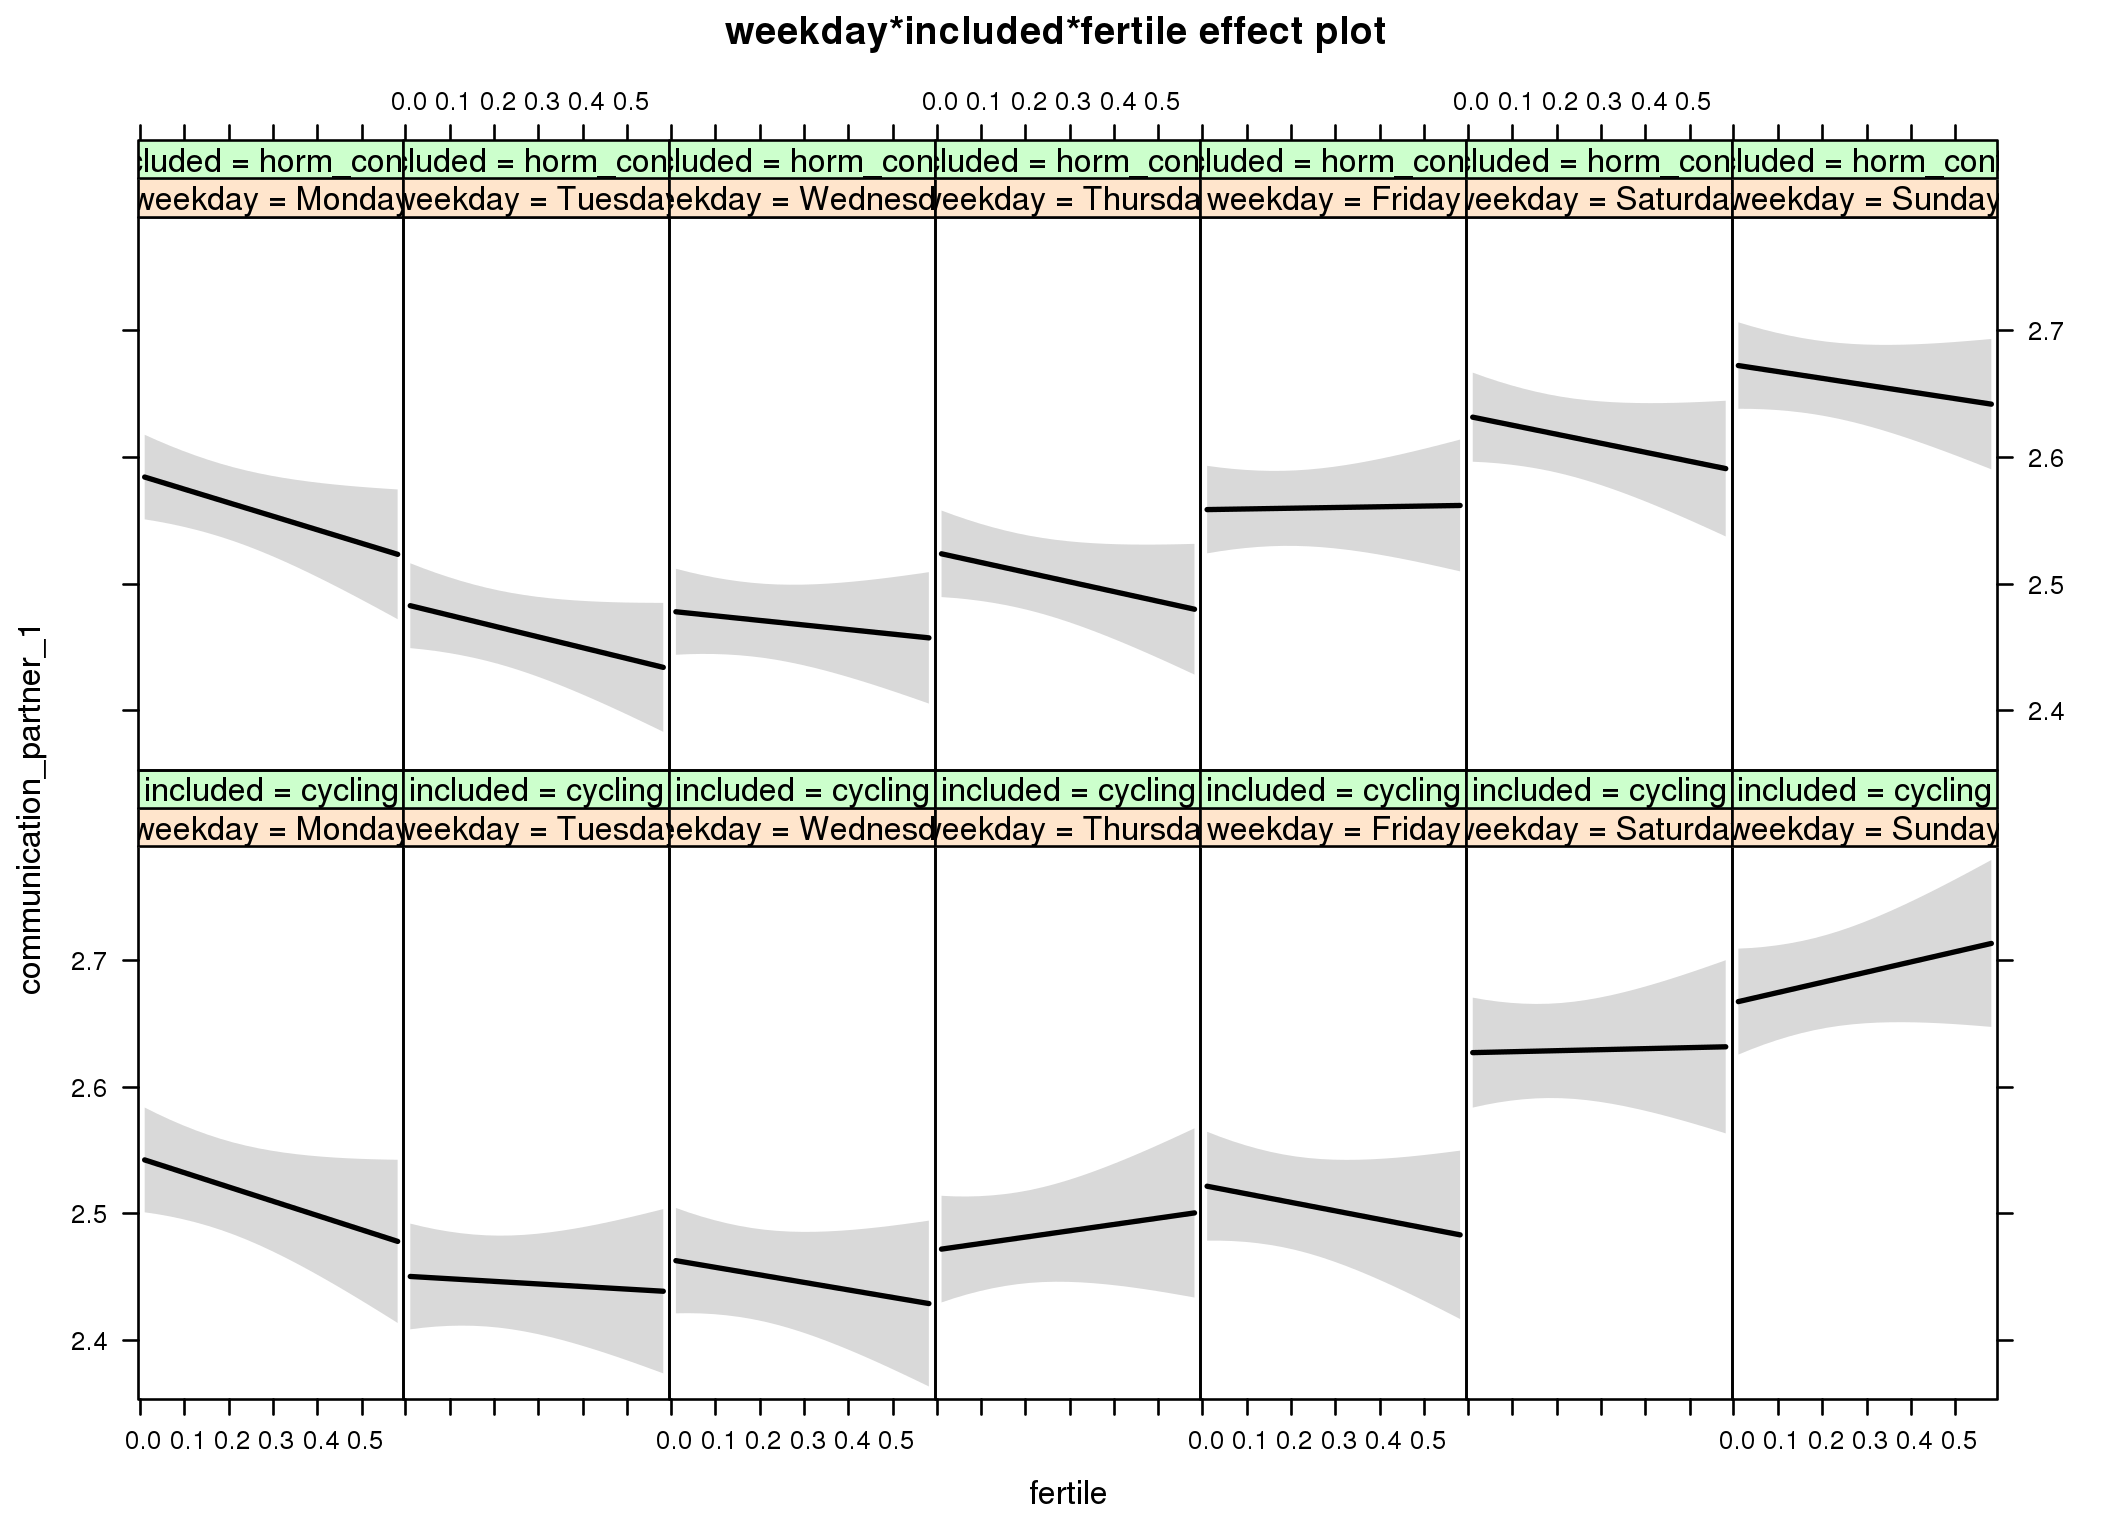 weekday*included*fertile effect plot
0.0 0.1 0.2 0.3 0.4 0.5 0.0 0.1 0.2 0.3 0.4 0.5 0.0 0.1 0.2 0.3 0.4 0.5
cluded = horm_con cluded = horm_con cluded = horm_con cluded = horm_con cluded = horm_con cluded = horm_con cluded = horm_con
weekday = Monday weekday = Tuesda eekday = Wednesd weekday = Thursda weekday = Friday weekday = Saturda weekday = Sunday
2.7
2.6
2.5
2.4
communication_partner_1
included = cycling included = cycling included = cycling included = cycling included = cycling included = cycling included = cycling
weekday = Monday weekday = Tuesda eekday = Wednesd weekday = Thursda weekday = Friday weekday = Saturda weekday = Sunday
2.7
2.6
2.5
2.4
0.0 0.1 0.2 0.3 0.4 0.5 0.0 0.1 0.2 0.3 0.4 0.5 0.0 0.1 0.2 0.3 0.4 0.5 0.0 0.1 0.2 0.3 0.4 0.5
fertile